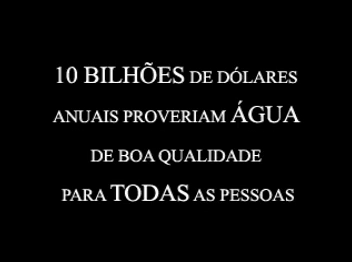 10 BILHÕES DE DÓLARES
ANUAIS PROVERIAM ÁGUA
DE BOA QUALIDADE
PARA TODAS AS PESSOAS